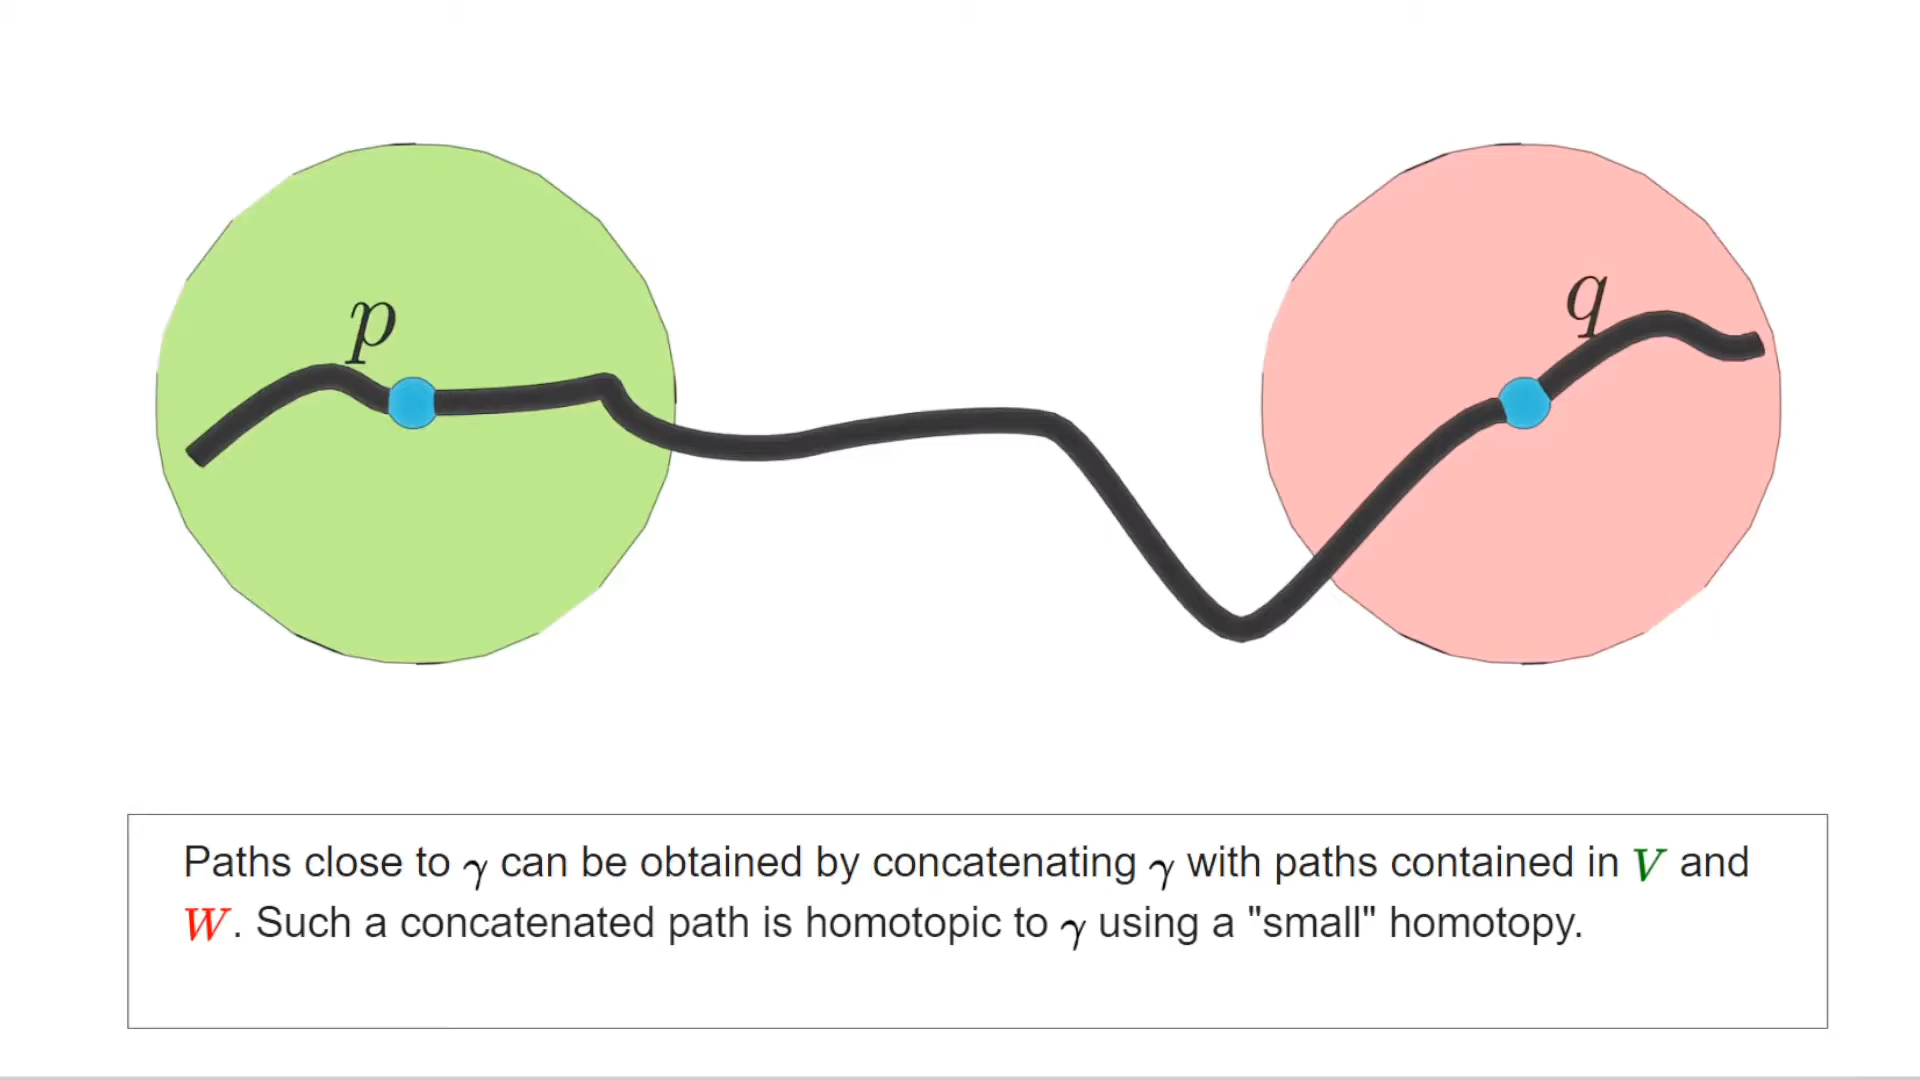 p
q
Paths close to γ can be obtained by concatenating γ with paths contained in V and
W. Such a concatenated path is homotopic to γ using a "small" homotopy.